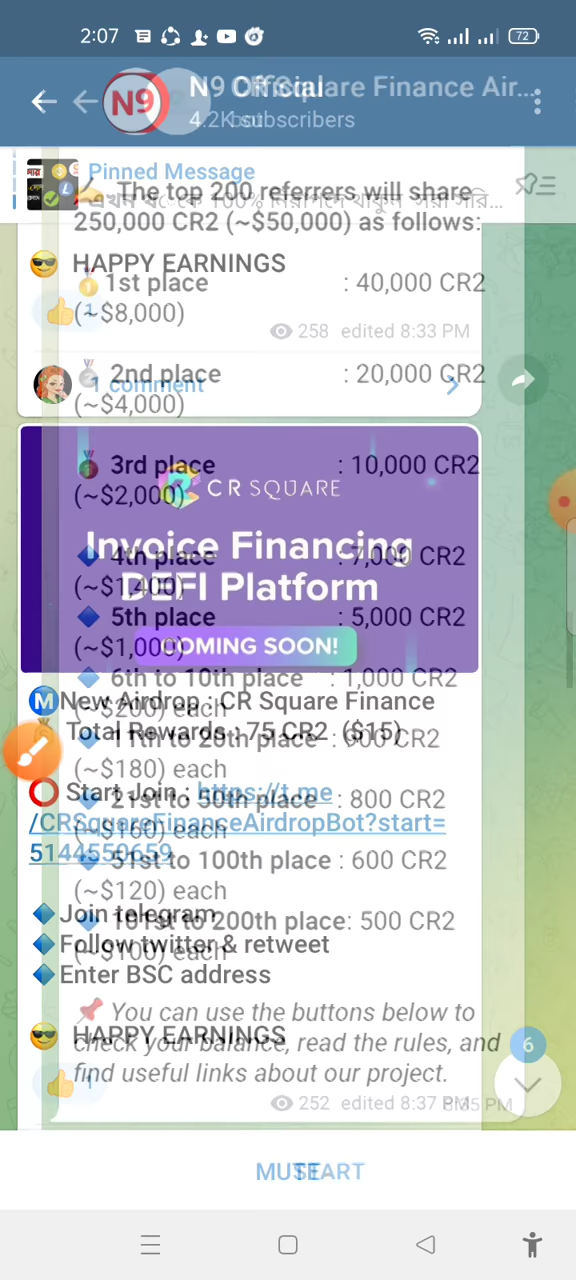 2:07
72
N9 Official
Square Finance Air...
4.2K subscribers
Pinned Message
The top 200 referrers will share
250,000 CR2 (~$50,000) as follows:
HAPPY EARNINGS
1st place : 40,000 CR2
(~$8,000)
1
258 edited 8:33 PM
2nd place : 20,000 CR2
1 comment
(~$4,000)
3rd place : 10,000 CR2
(~$2,000)
CR SQUARE
Invoice Financing
DEFI Platform
COMING SOON!
4th place : 7,000 CR2
(~$1,400)
5th place : 5,000 CR2
(~$1,000)
6th to 10th place : 1,000 CR2
(~$200) each
New Airdrop : CR Square Finance
Total Rewards : 75 CR2 ($15)
11th to 20th place : 900 CR2
(~$180) each
Start Join : https://t.me
/CRSquareFinanceAirdropBot?start=
5144550659
21st to 50th place : 800 CR2
(~$160) each
51st to 100th place : 600 CR2
(~$120) each
Join telegram
101st to 200th place: 500 CR2
(~$100) each
Follow twitter & retweet
Enter BSC address
You can use the buttons below to
check your balance, read the rules, and
find useful links about our project.
HAPPY EARNINGS
6
1
252 edited 8:37 PM
8:35 PM
MUTE
START